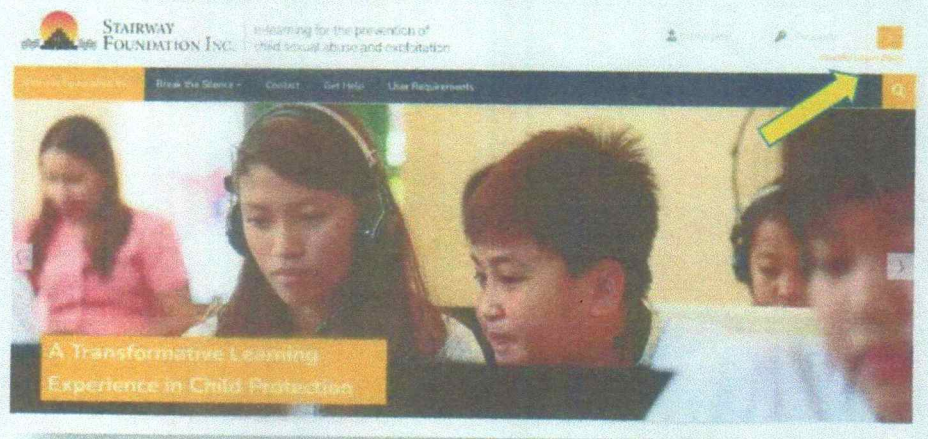 STAIRWAY
FOUNDATION INC.
e-learning for the prevention of
child sexual abuse and exploitation
Break the Silence
Contact
Get Help
User Requirements
A Transformative Learning
Experience in Child Protection